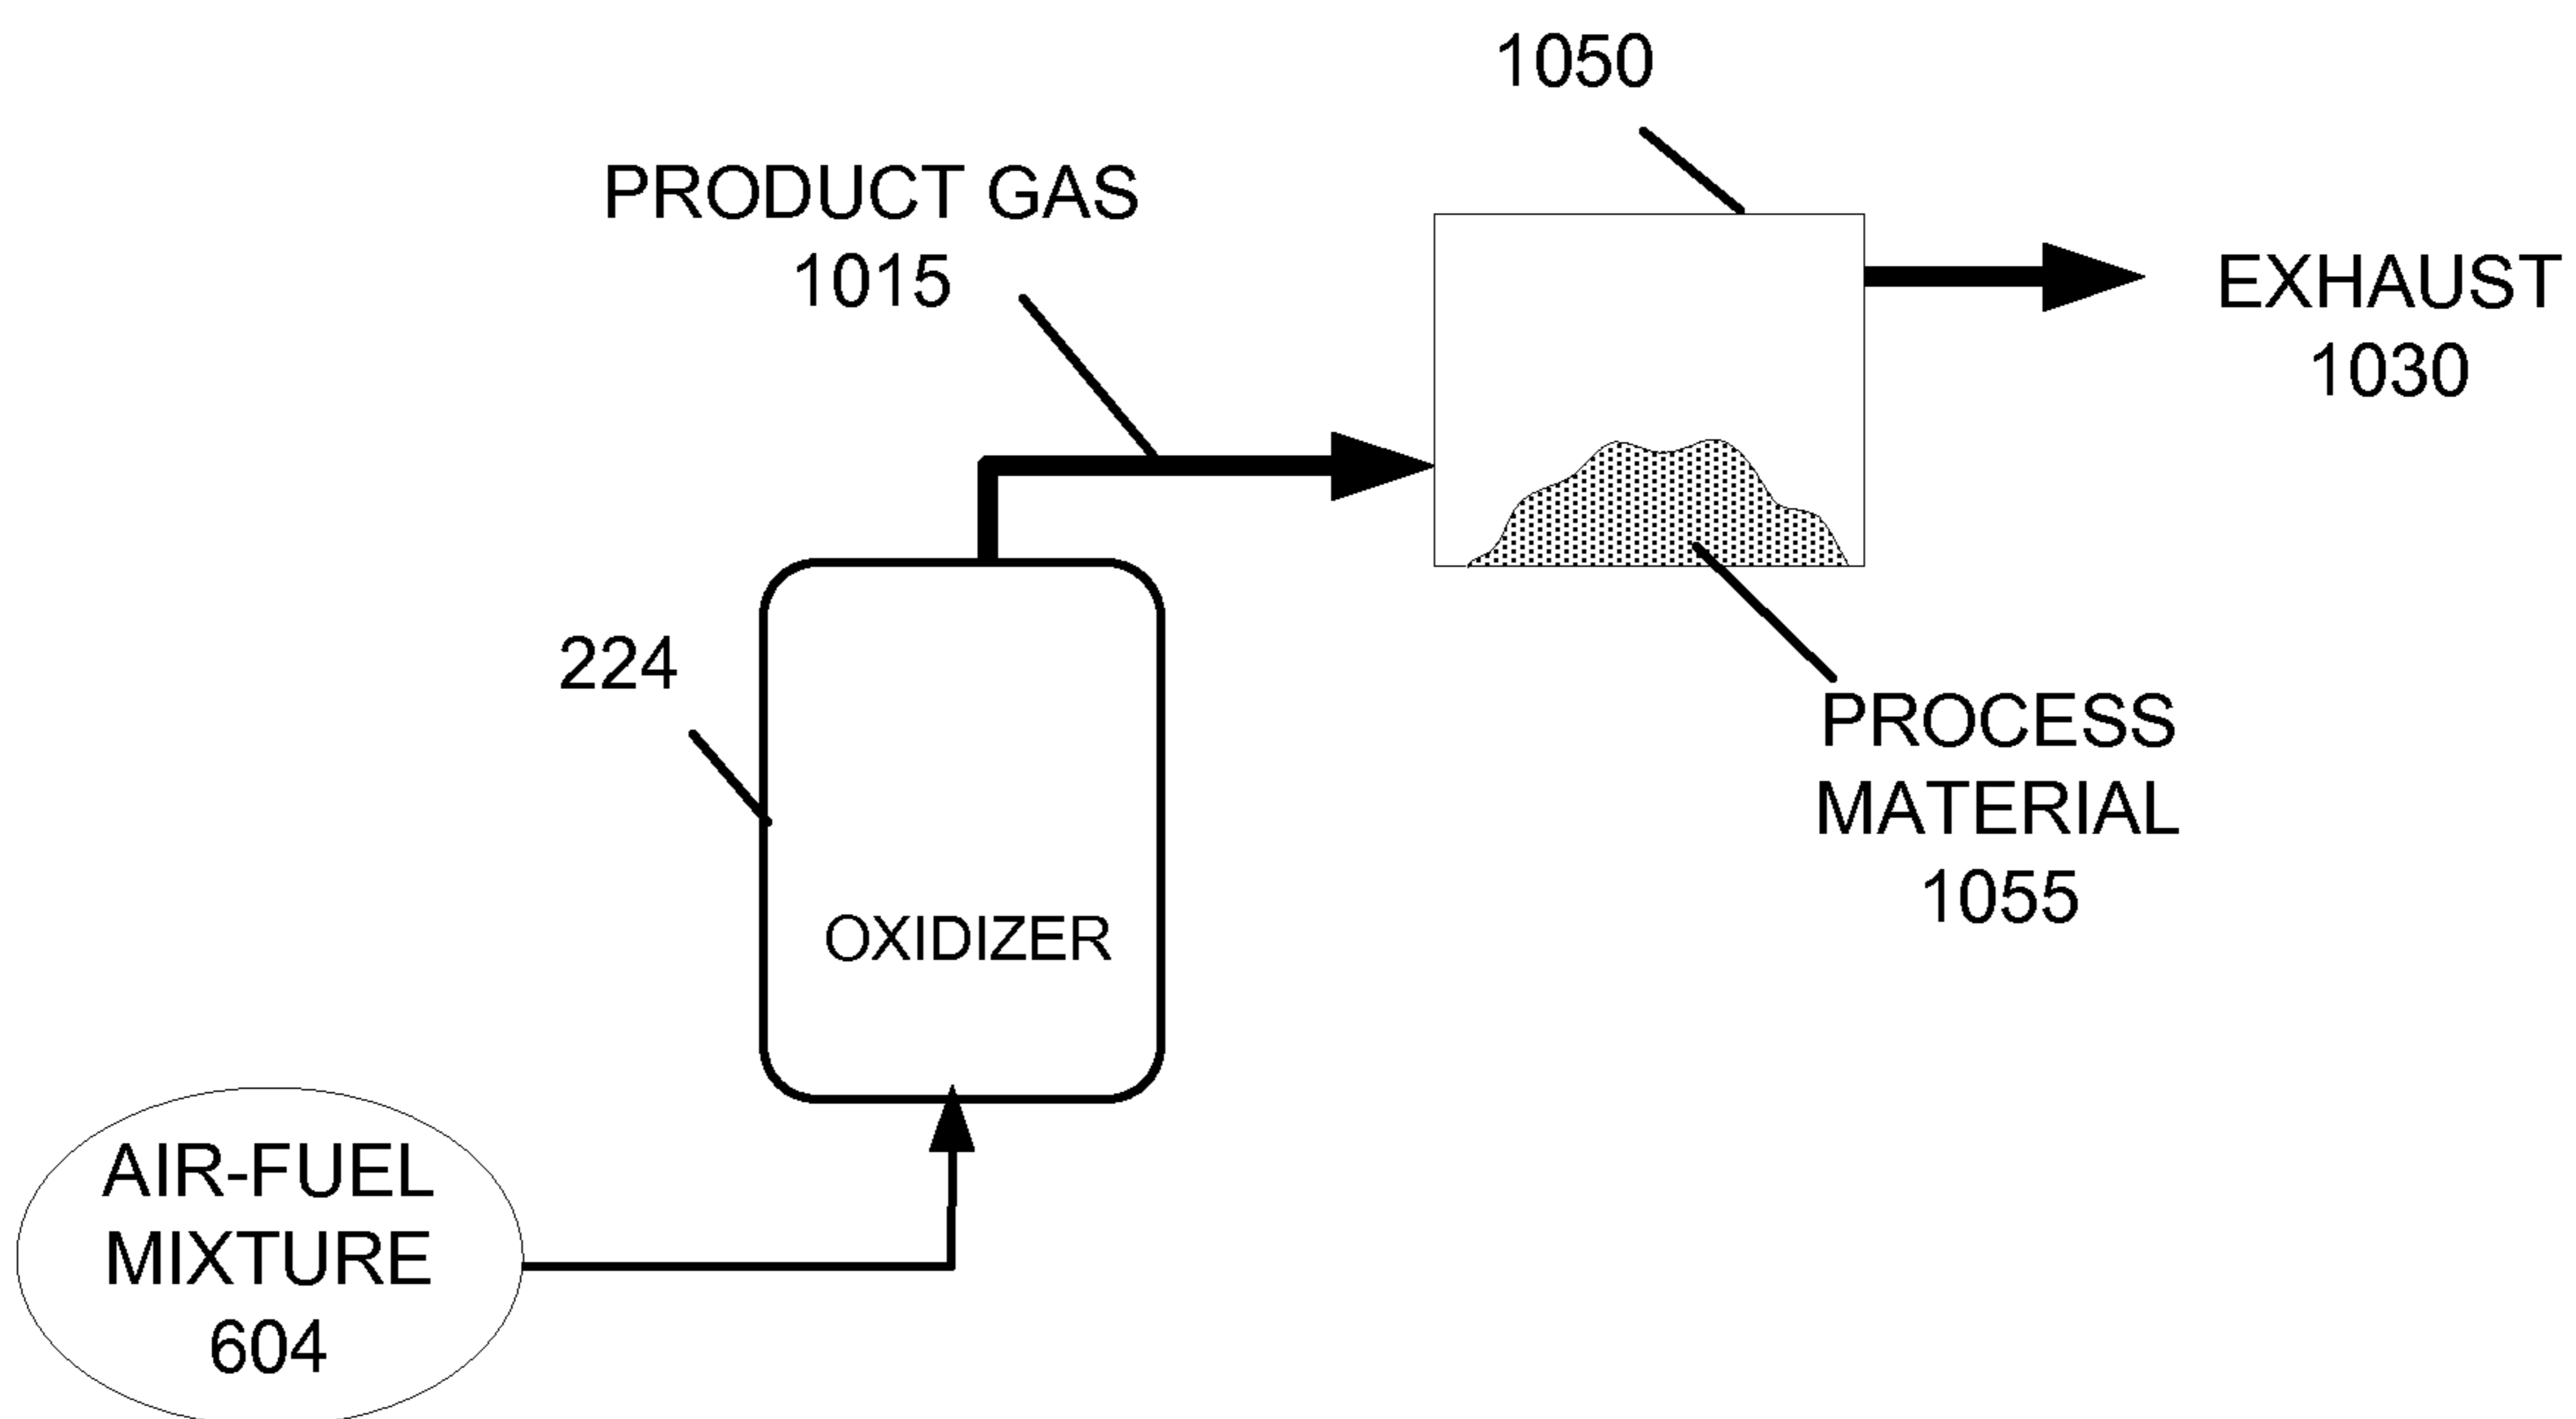 1050
PRODUCT GAS
1015
EXHAUST
1030
224
PROCESS
MATERIAL
1055
OXIDIZER
AIR-FUEL
MIXTURE
604